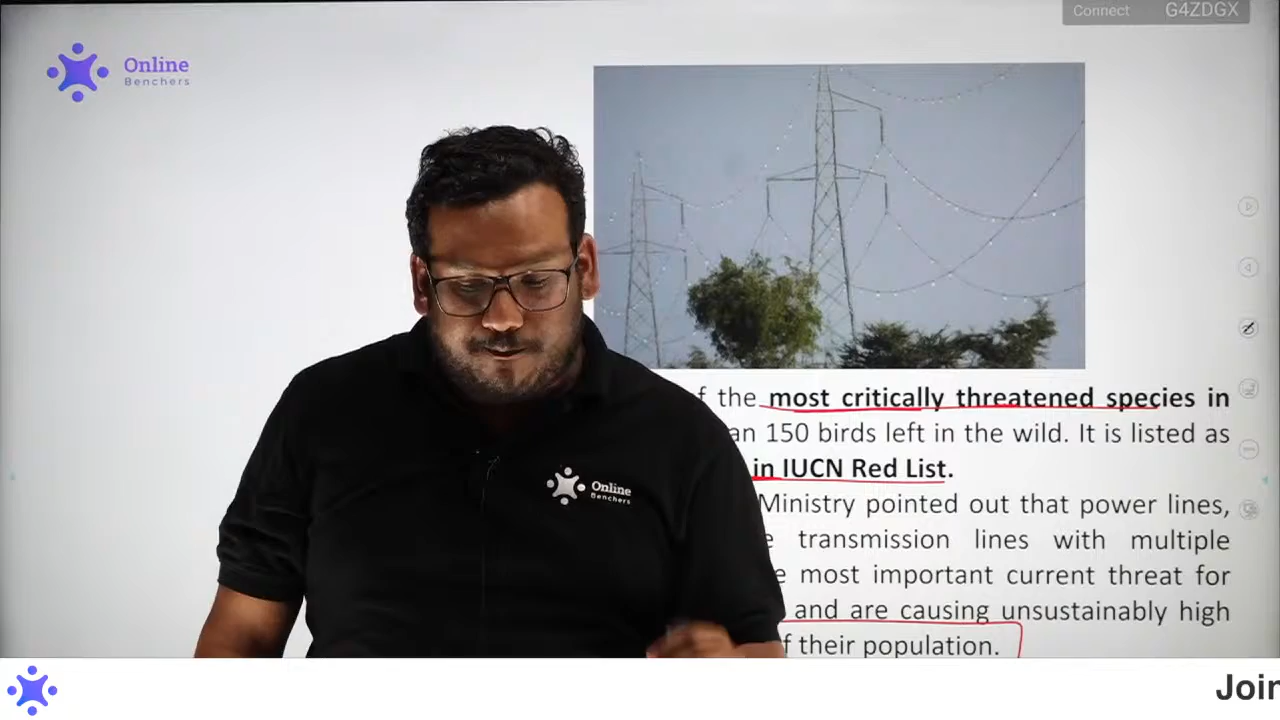 Connect G4ZDGX
Online
Benchers
the most critically threatened species in
150 birds left in the wild. It is listed as
in IUCN Red List.
Ministry pointed out that power lines,
transmission lines with multiple
most important current threat for
and are causing unsustainably high
their population.
Online
Benchers